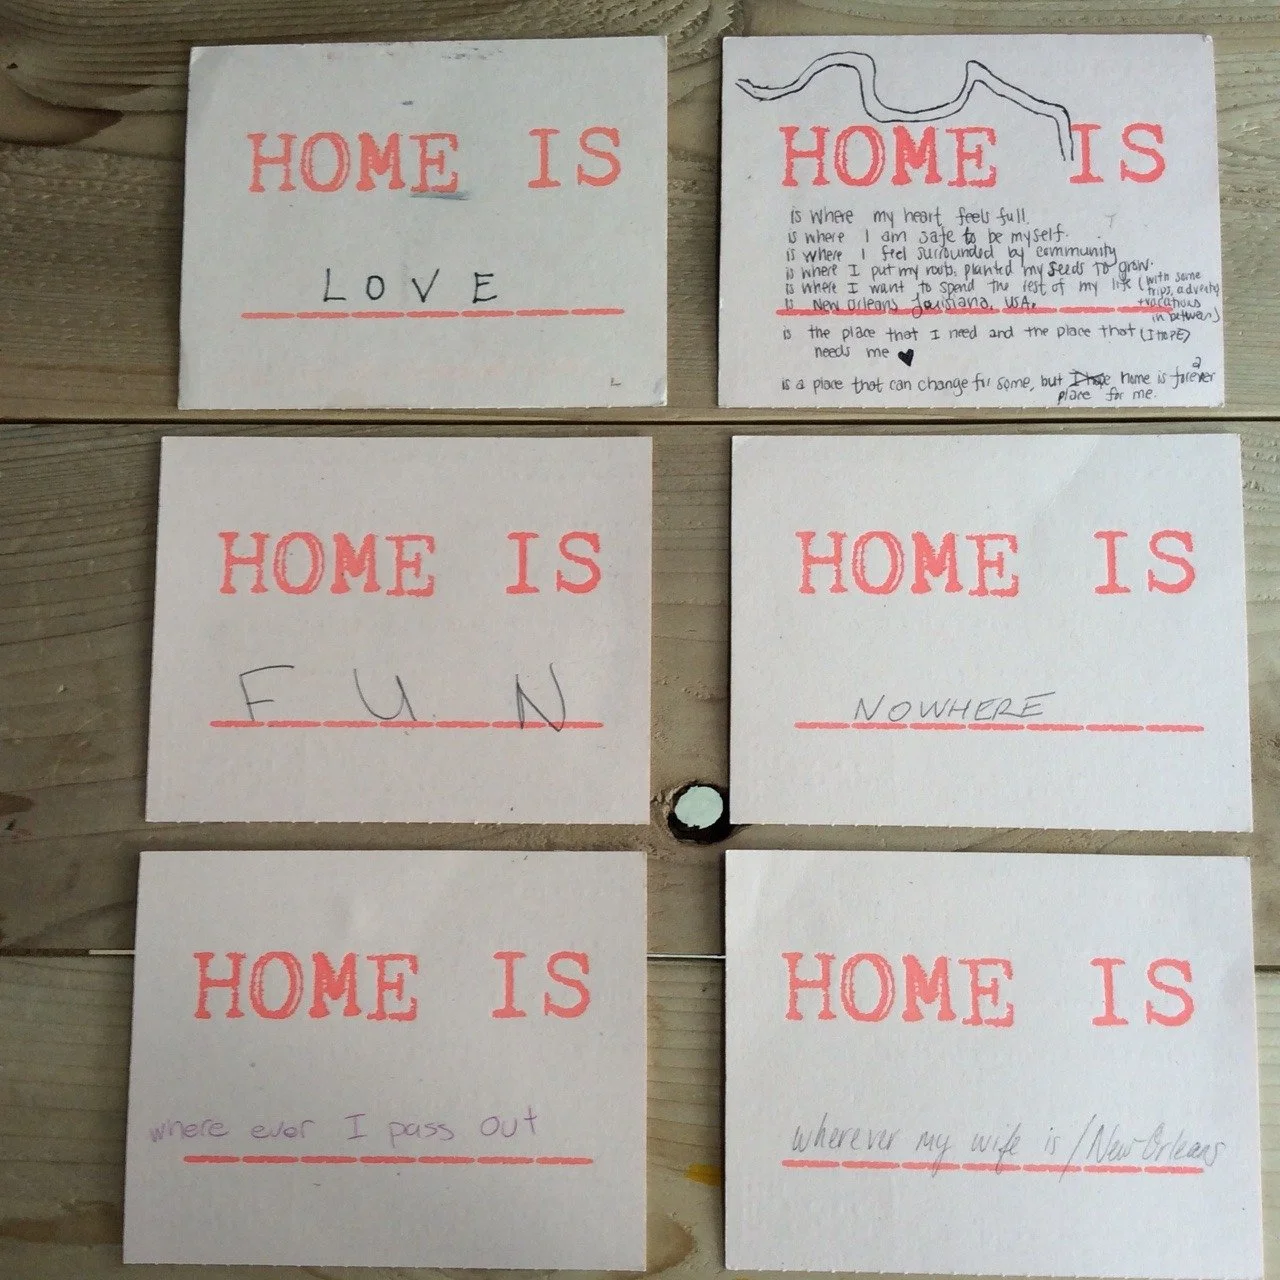 HOME IS
LOVE
HOME IS
is where my heart feels full.
is where I am safe to be myself.
is where I feel surrounded by community
is where I put my roots, planted my seeds to grow.
is where I want to spend the rest of my life (with some trips, adventures + vacations in between)
is New Orleans Louisiana, USA.
is the place that I need and the place that (I hope)
needs me ♥
is a place that can change for some, but I hope home is a forever
place for me.
HOME IS
FUN
HOME IS
NOWHERE
HOME IS
where ever I pass out
HOME IS
wherever my wife is / New Orleans